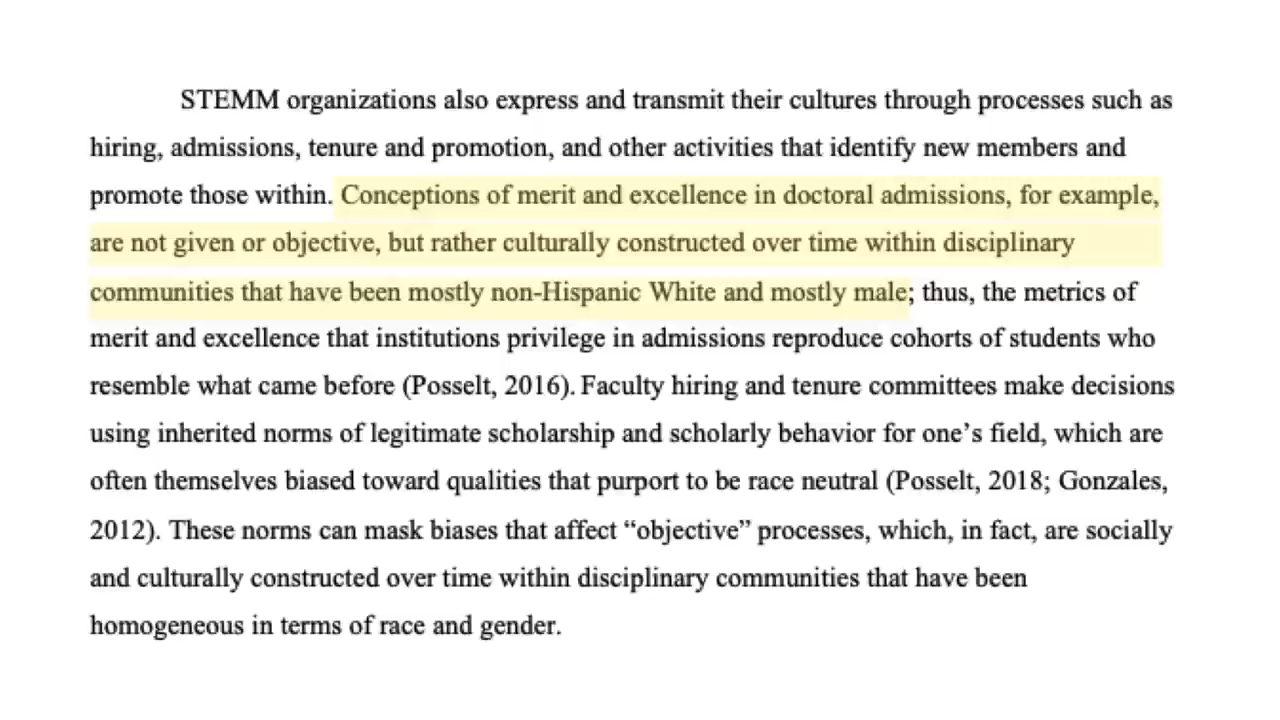 STEMM organizations also express and transmit their cultures through processes such as
hiring, admissions, tenure and promotion, and other activities that identify new members and
promote those within. Conceptions of merit and excellence in doctoral admissions, for example,
are not given or objective, but rather culturally constructed over time within disciplinary
communities that have been mostly non-Hispanic White and mostly male; thus, the metrics of
merit and excellence that institutions privilege in admissions reproduce cohorts of students who
resemble what came before (Posselt, 2016). Faculty hiring and tenure committees make decisions
using inherited norms of legitimate scholarship and scholarly behavior for one’s field, which are
often themselves biased toward qualities that purport to be race neutral (Posselt, 2018; Gonzales,
2012). These norms can mask biases that affect “objective” processes, which, in fact, are socially
and culturally constructed over time within disciplinary communities that have been
homogeneous in terms of race and gender.